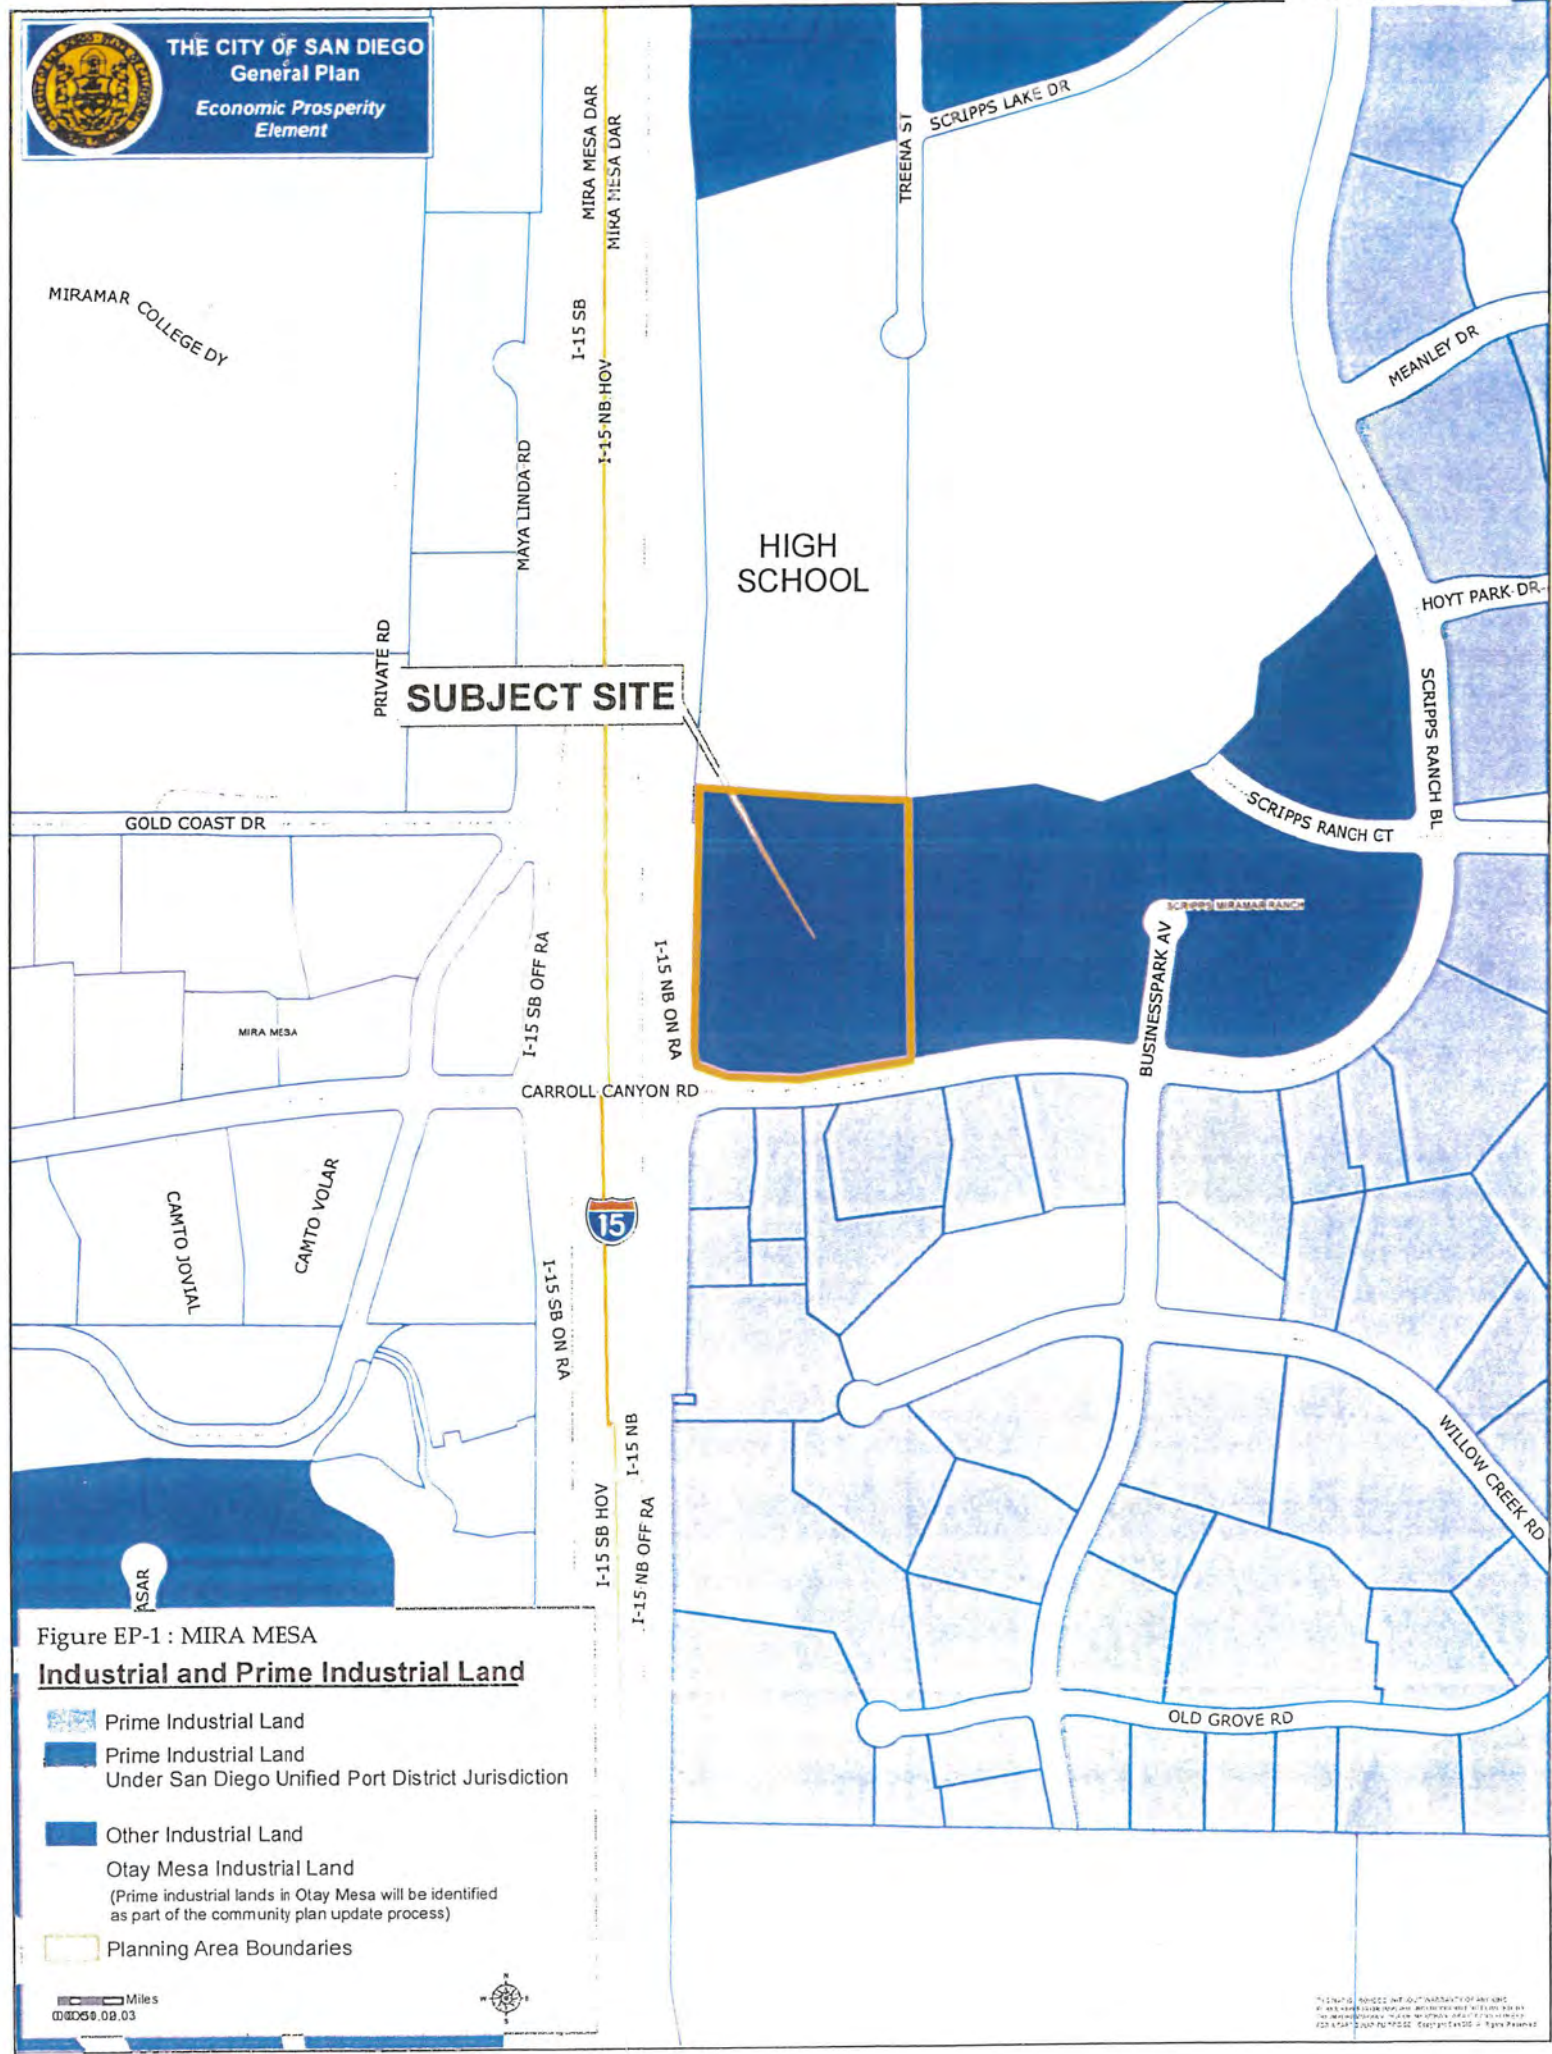 THE CITY OF SAN DIEGO
General Plan
Economic Prosperity
Element
MIRA MESA DAR
MIRA MESA DAR
TREENA ST
SCRIPPS LAKE DR
MIRAMAR COLLEGE DY
I-15 SB
I-15 NB HOV
MEANLEY DR
MAYA LINDA RD
HIGH
SCHOOL
HOYT PARK DR
PRIVATE RD
SUBJECT SITE
SCRIPPS RANCH BL
GOLD COAST DR
SCRIPPS RANCH CT
SCRIPPS MIRAMAR RANCH
I-15 SB OFF RA
I-15 NB ON RA
BUSINESSPARK AV
MIRA MESA
CARROLL CANYON RD
CAMTO JOVIAL
CAMTO VOLAR
15
I-15 SB ON RA
I-15 NB
WILLOW CREEK RD
I-15 SB HOV
I-15 NB OFF RA
ASAR
OLD GROVE RD
Figure EP-1 : MIRA MESA
Industrial and Prime Industrial Land
Prime Industrial Land
Prime Industrial Land
Under San Diego Unified Port District Jurisdiction
Other Industrial Land
Otay Mesa Industrial Land
(Prime industrial lands in Otay Mesa will be identified
as part of the community plan update process)
Planning Area Boundaries
Miles
N
W E
S